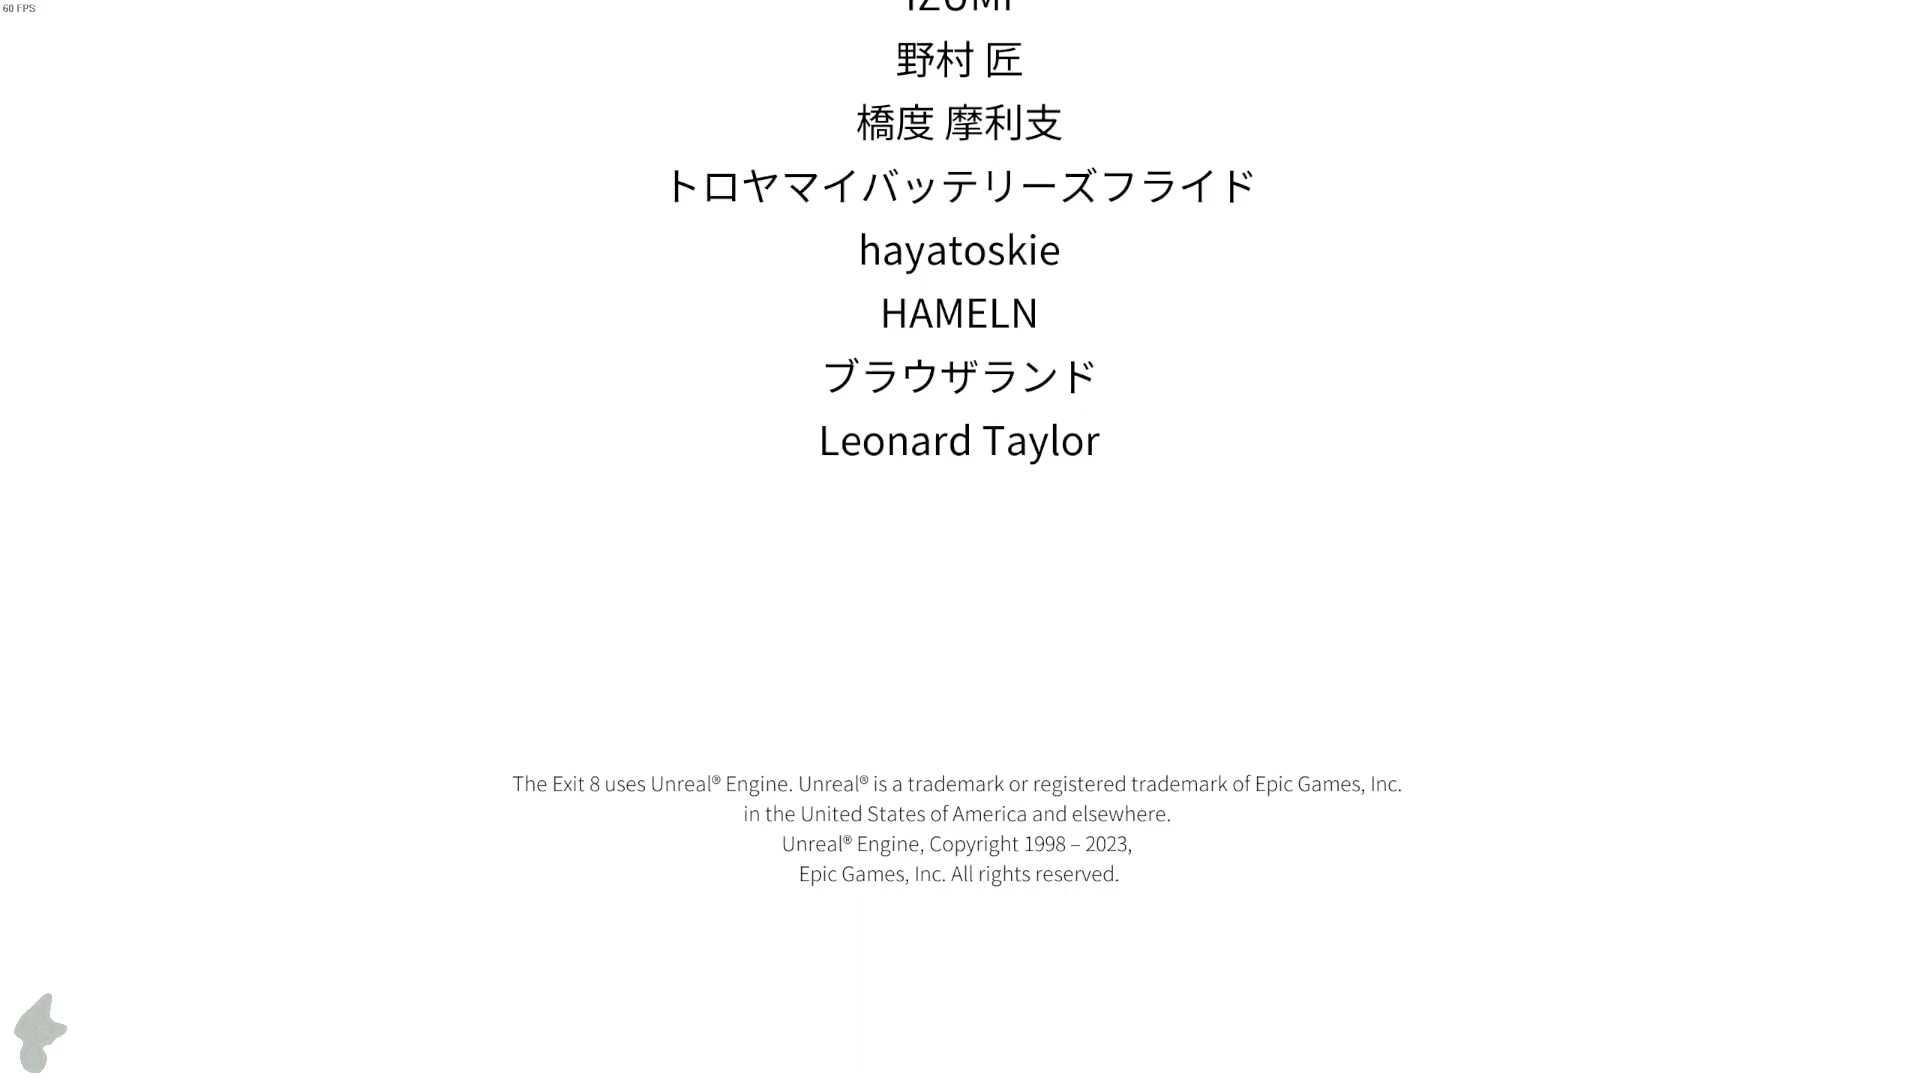 60 FPS
IZUMI
野村 匠
橋度 摩利支
トロヤマイバッテリーズフライド
hayatoskie
HAMELN
ブラウザランド
Leonard Taylor
The Exit 8 uses Unreal® Engine. Unreal® is a trademark or registered trademark of Epic Games, Inc.
in the United States of America and elsewhere.
Unreal® Engine, Copyright 1998 – 2023,
Epic Games, Inc. All rights reserved.